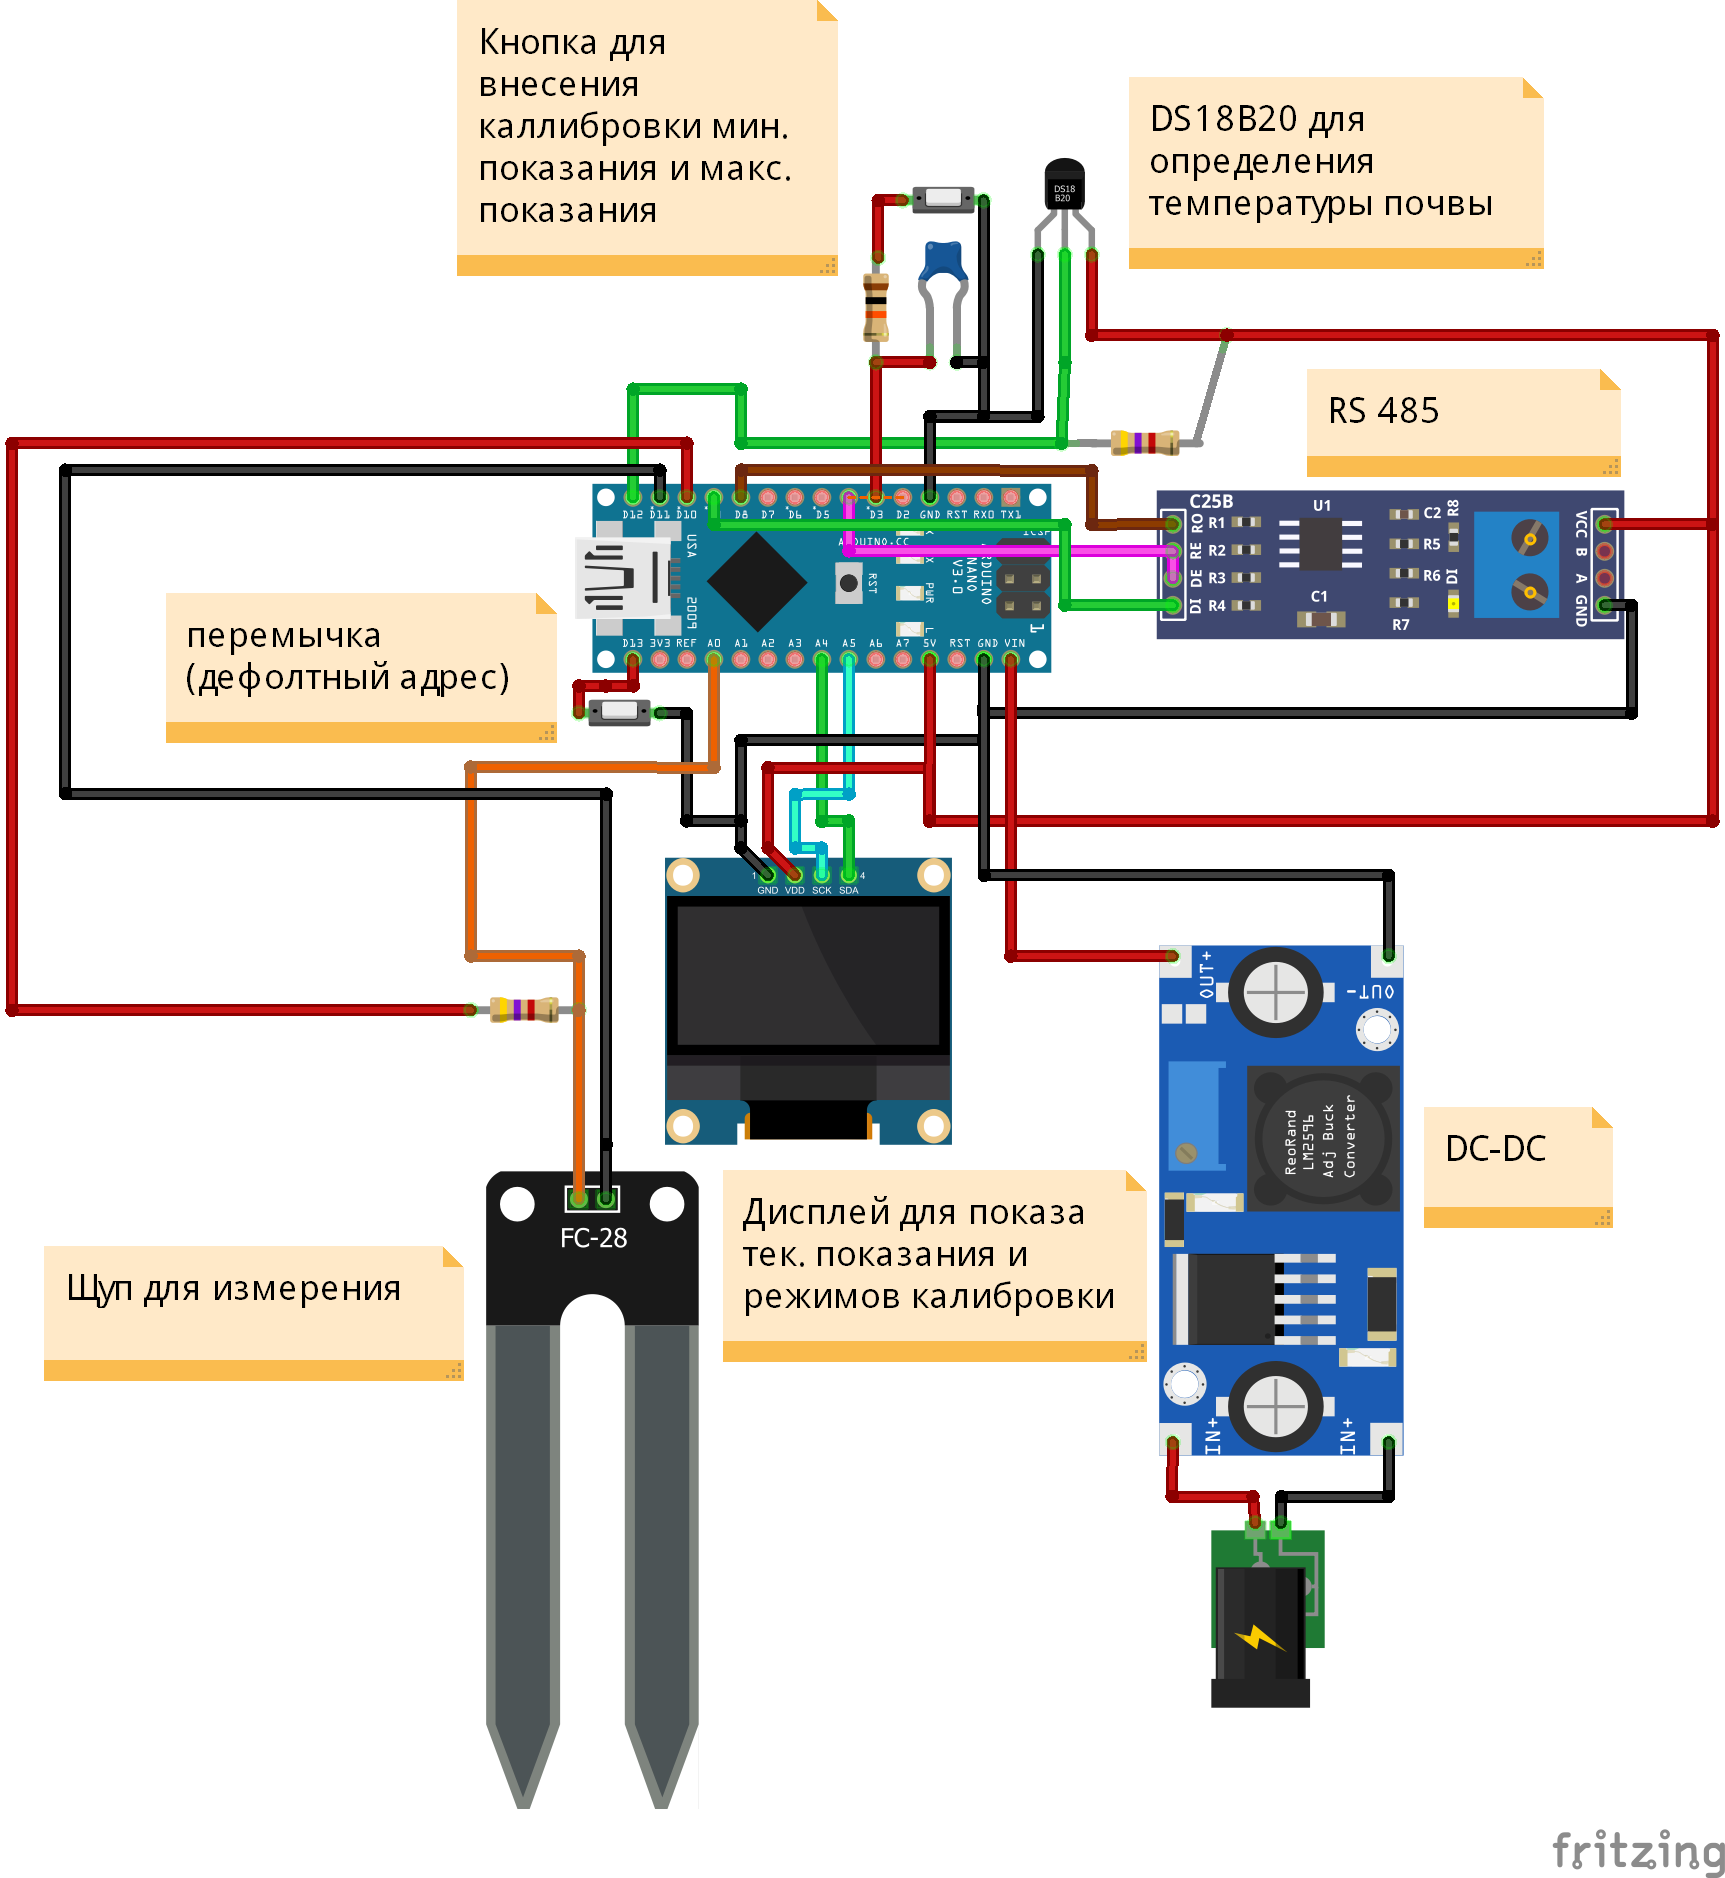 Кнопка для
внесения
каллибровки мин.
показания и макс.
показания
DS18B20 для
определения
температуры почвы
DS18
B20
RS 485
D12 D11 D10 D8 D7 D6 D5 D3 D2 GND RST RX0 TX1
ARDUINO.CC
USA
2009
RST
PWR
L
ARDUINO
NANO
V3.0
ICSP
1
D13 3V3 REF A0 A1 A2 A3 A4 A5 A6 A7 5V RST GND VIN
C25B
RO
RE
DE
DI
R1
R2
R3
R4
U1
C1
C2
R5
R6
R7
R8
DI
VCC
B
A
GND
перемычка
(дефолтный адрес)
1
GND VDD SCK SDA
4
OUT+
OUT-
ReoRand
LM2596
Adj Buck
Converter
IN+
IN+
DC-DC
Дисплей для показа
тек. показания и
режимов калибровки
FC-28
Щуп для измерения
fritzing